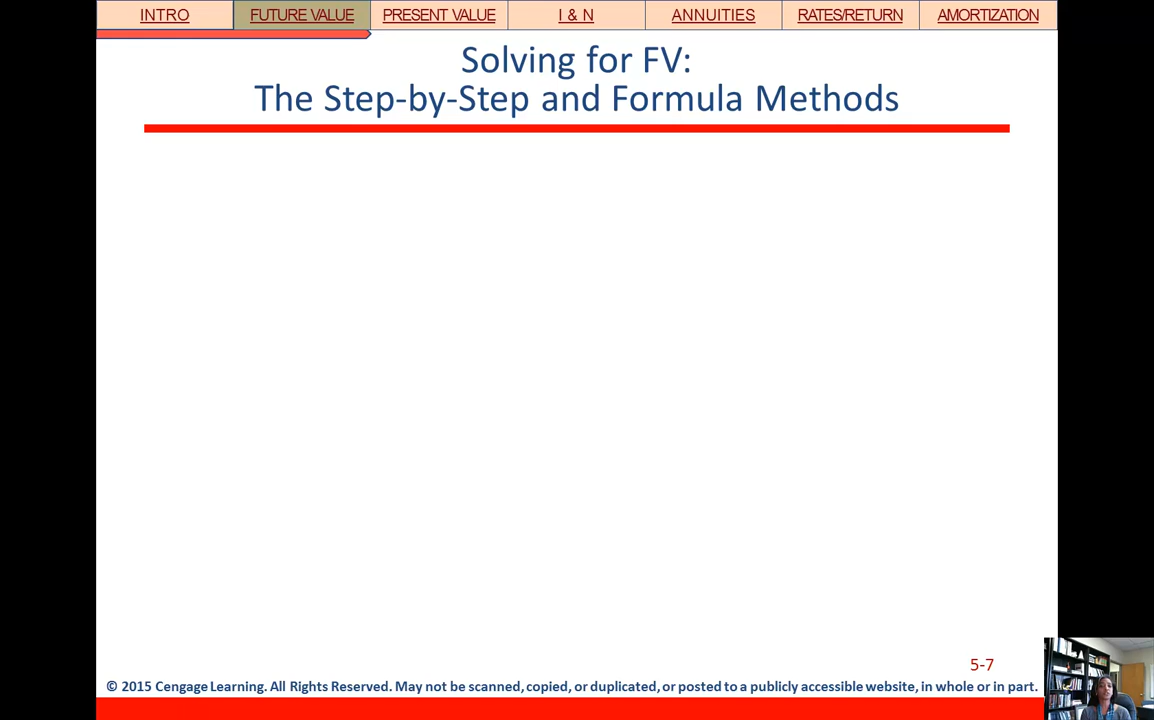 INTRO
FUTURE VALUE
PRESENT VALUE
I & N
ANNUITIES
RATES/RETURN
AMORTIZATION
Solving for FV:
The Step-by-Step and Formula Methods
5-7
© 2015 Cengage Learning. All Rights Reserved. May not be scanned, copied, or duplicated, or posted to a publicly accessible website, in whole or in part.